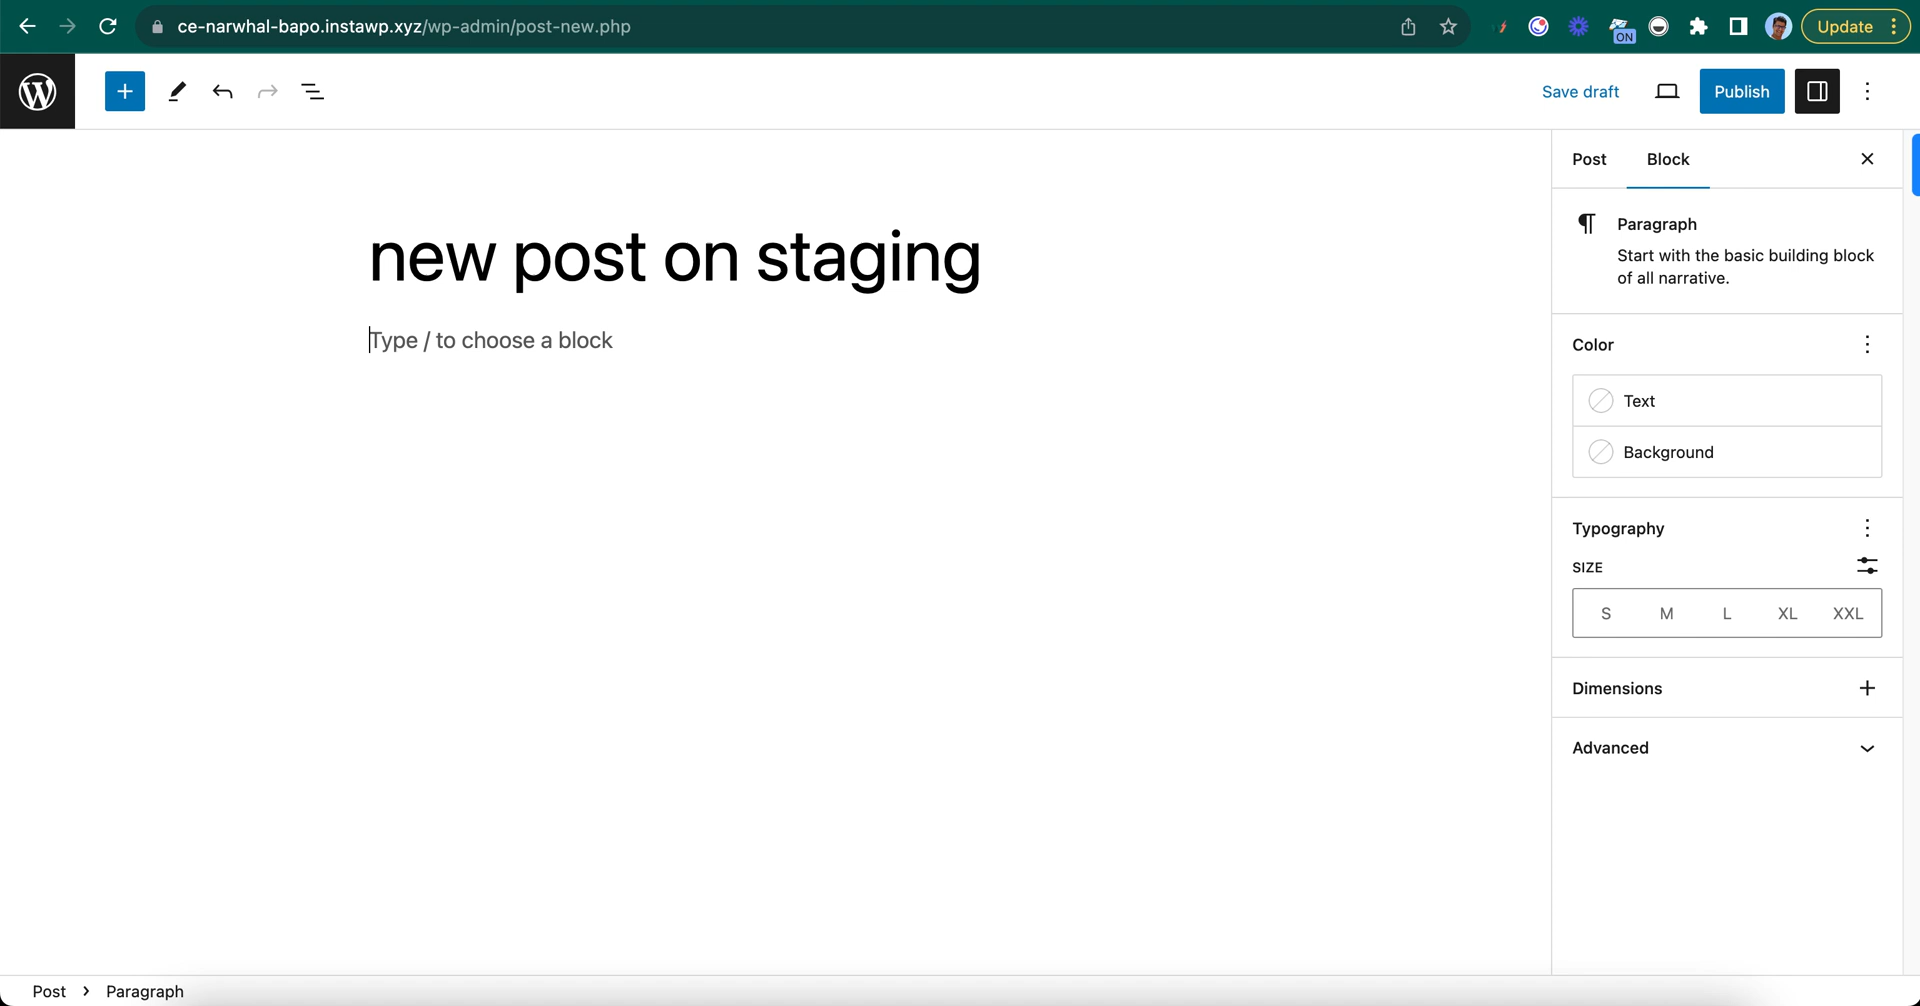 ce-narwhal-bapo.instawp.xyz/wp-admin/post-new.php
ON
Update
Save draft
Publish
Post Block
Paragraph
Start with the basic building block
of all narrative.
new post on staging
Type / to choose a block
Color
Text
Background
Typography
SIZE
S M L XL XXL
Dimensions
Advanced
Post › Paragraph